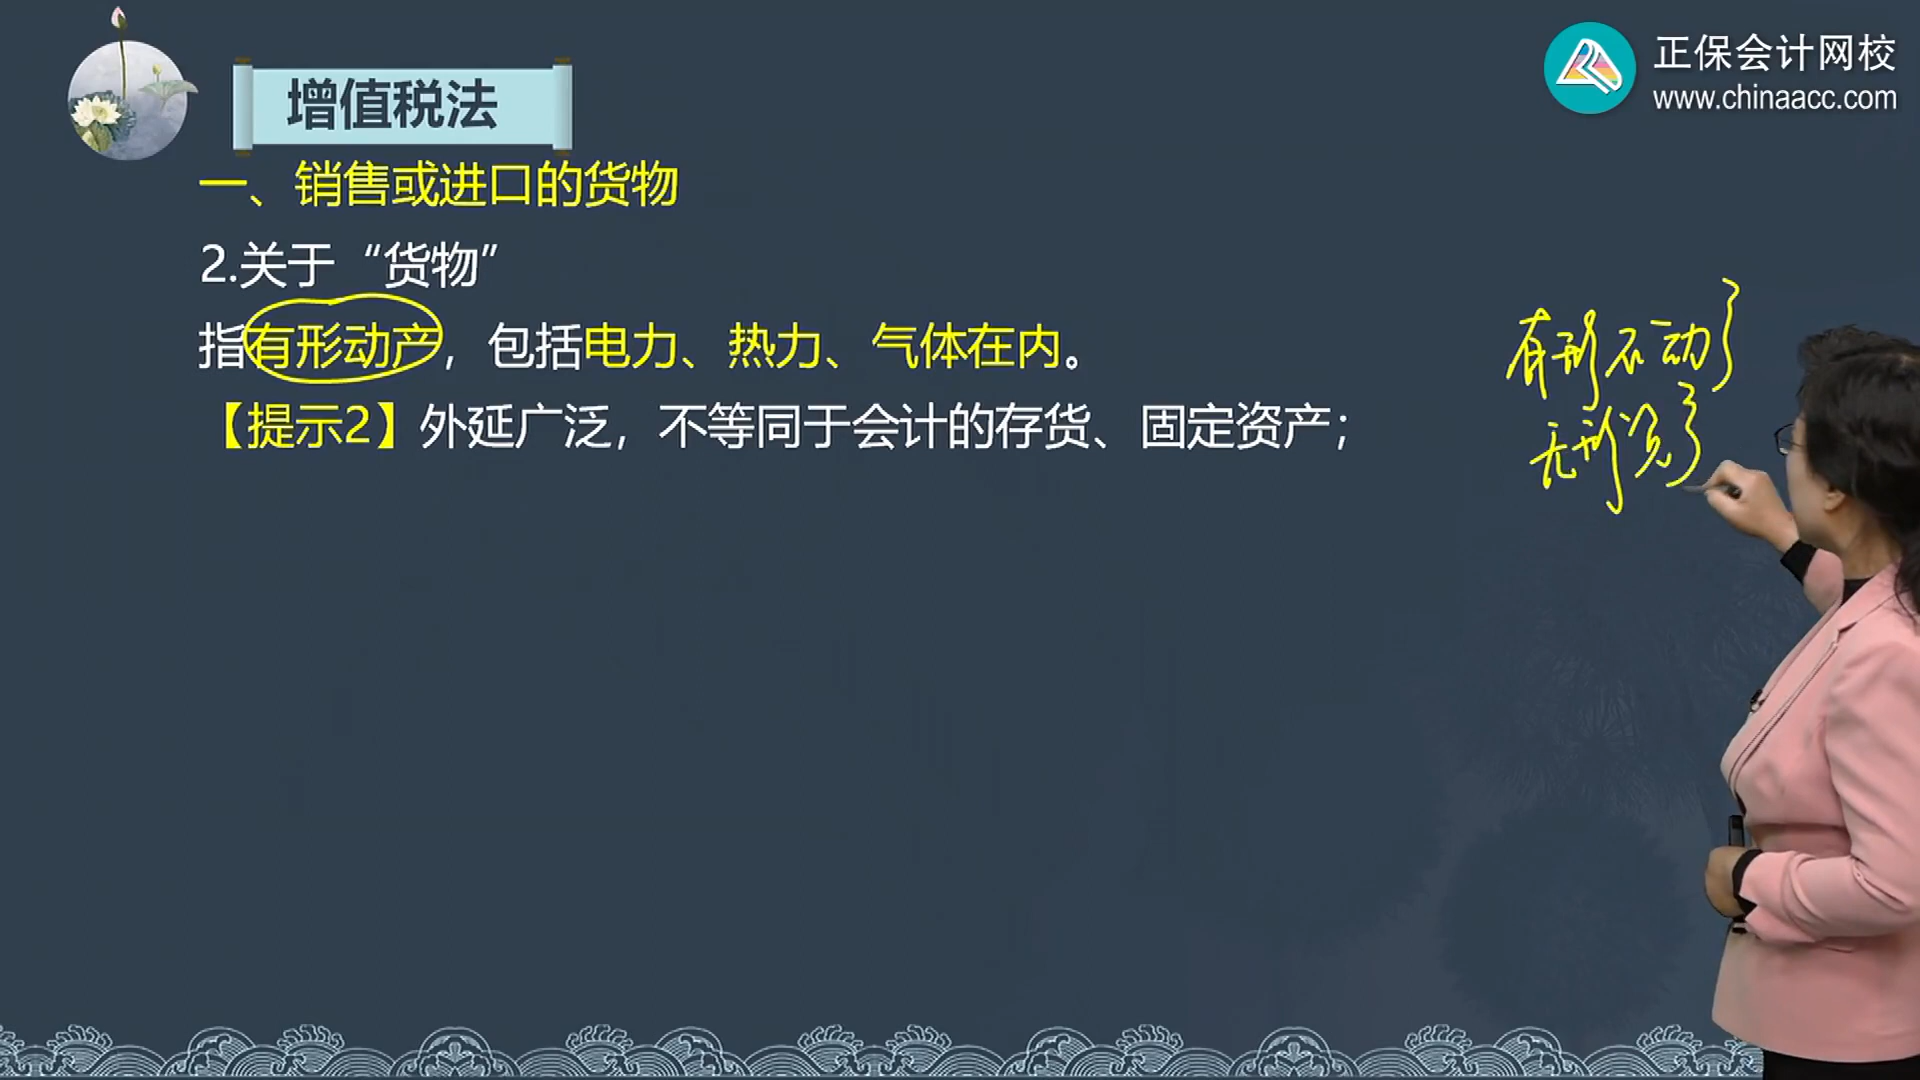 正保会计网校
www.chinaacc.com
增值税法
一、销售或进口的货物
2.关于“货物”
指有形动产，包括电力、热力、气体在内。
【提示2】外延广泛，不等同于会计的存货、固定资产；
有形不动了
无形资了